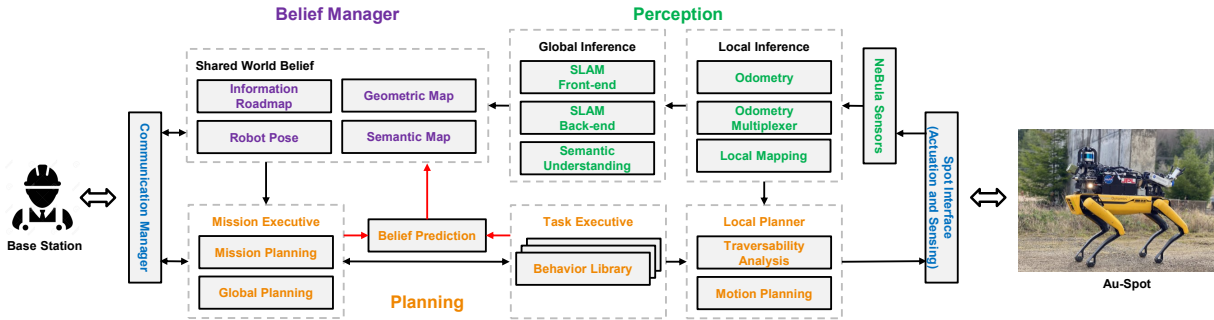 Belief Manager
Perception
Shared World Belief
Information
Roadmap
Geometric Map
Robot Pose
Semantic Map
Global Inference
SLAM
Front-end
SLAM
Back-end
Semantic
Understanding
Local Inference
Odometry
Odometry
Multiplexer
Local Mapping
NeBula Sensors
Spot Interface
(Actuation and Sensing)
Communication
Manager
Base Station
Mission Executive
Mission Planning
Global Planning
Belief Prediction
Planning
Task Executive
Behavior Library
Local Planner
Traversability
Analysis
Motion Planning
Au-Spot